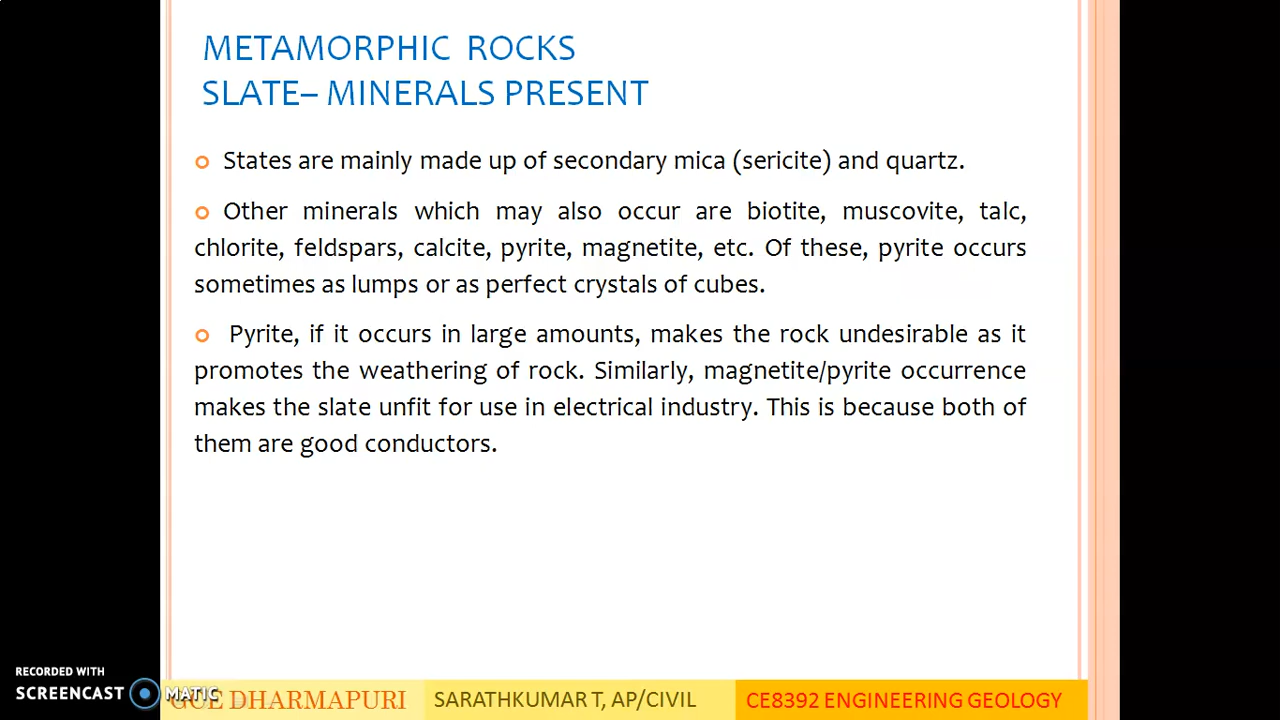 METAMORPHIC ROCKS
SLATE– MINERALS PRESENT
States are mainly made up of secondary mica (sericite) and quartz.
Other minerals which may also occur are biotite, muscovite, talc,
chlorite, feldspars, calcite, pyrite, magnetite, etc. Of these, pyrite occurs
sometimes as lumps or as perfect crystals of cubes.
Pyrite, if it occurs in large amounts, makes the rock undesirable as it
promotes the weathering of rock. Similarly, magnetite/pyrite occurrence
makes the slate unfit for use in electrical industry. This is because both of
them are good conductors.
RECORDED WITH
SCREENCAST MATIC
GCE DHARMAPURI
SARATHKUMAR T, AP/CIVIL
CE8392 ENGINEERING GEOLOGY